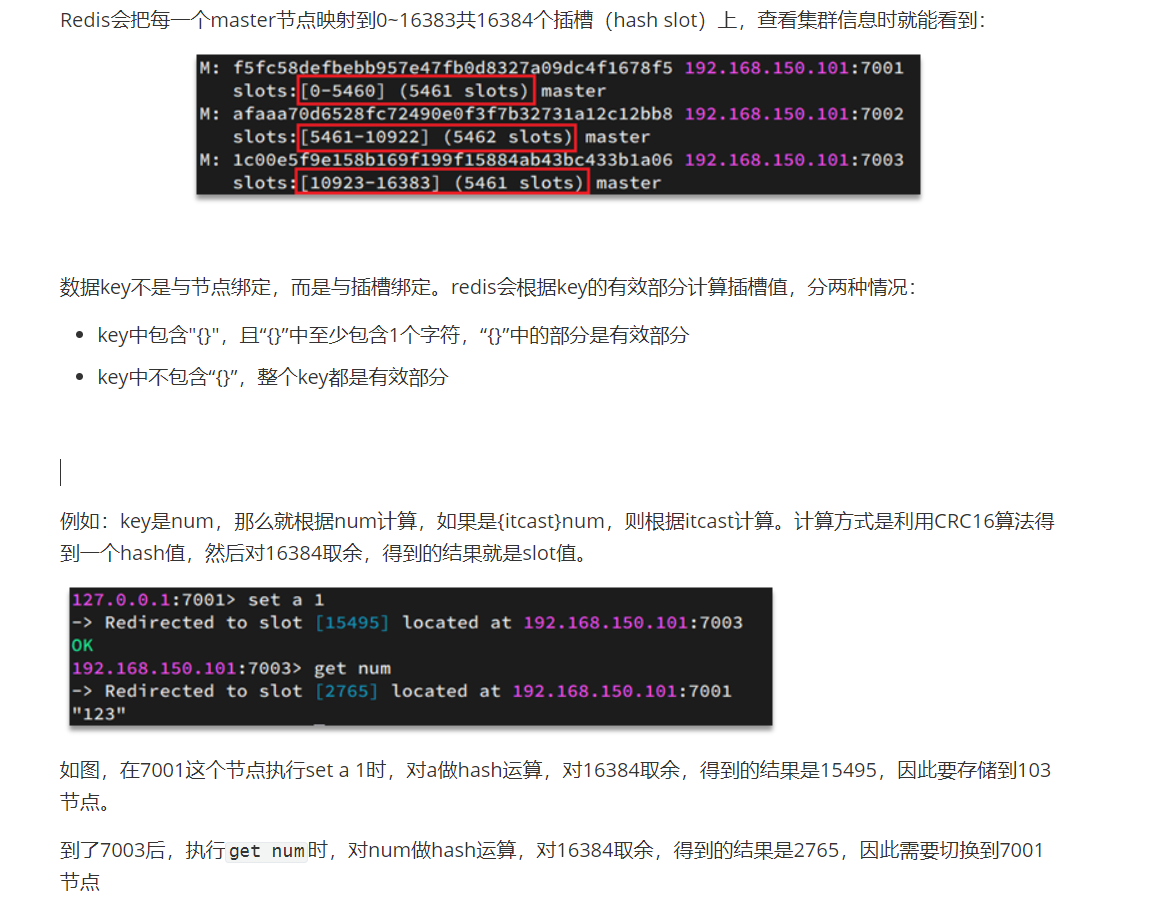 Redis会把每一个master节点映射到0~16383共16384个插槽（hash slot）上，查看集群信息时就能看到：
M: f5fc58defbebb957e47fb0d8327a09dc4f1678f5 192.168.150.101:7001
slots:[0-5460] (5461 slots) master
M: afaaa70d6528fc72490e0f3f7b32731a12c12bb8 192.168.150.101:7002
slots:[5461-10922] (5462 slots) master
M: 1c00e5f9e158b169f199f15884ab43bc433b1a06 192.168.150.101:7003
slots:[10923-16383] (5461 slots) master
数据key不是与节点绑定，而是与插槽绑定。redis会根据key的有效部分计算插槽值，分两种情况：
• key中包含"{}"，且“{}”中至少包含1个字符，“{}”中的部分是有效部分
• key中不包含“{}”，整个key都是有效部分
例如：key是num，那么就根据num计算，如果是{itcast}num，则根据itcast计算。计算方式是利用CRC16算法得
到一个hash值，然后对16384取余，得到的结果就是slot值。
127.0.0.1:7001> set a 1
-> Redirected to slot [15495] located at 192.168.150.101:7003
OK
192.168.150.101:7003> get num
-> Redirected to slot [2765] located at 192.168.150.101:7001
"123"
如图，在7001这个节点执行set a 1时，对a做hash运算，对16384取余，得到的结果是15495，因此要存储到103
节点。
到了7003后，执行get num时，对num做hash运算，对16384取余，得到的结果是2765，因此需要切换到7001
节点